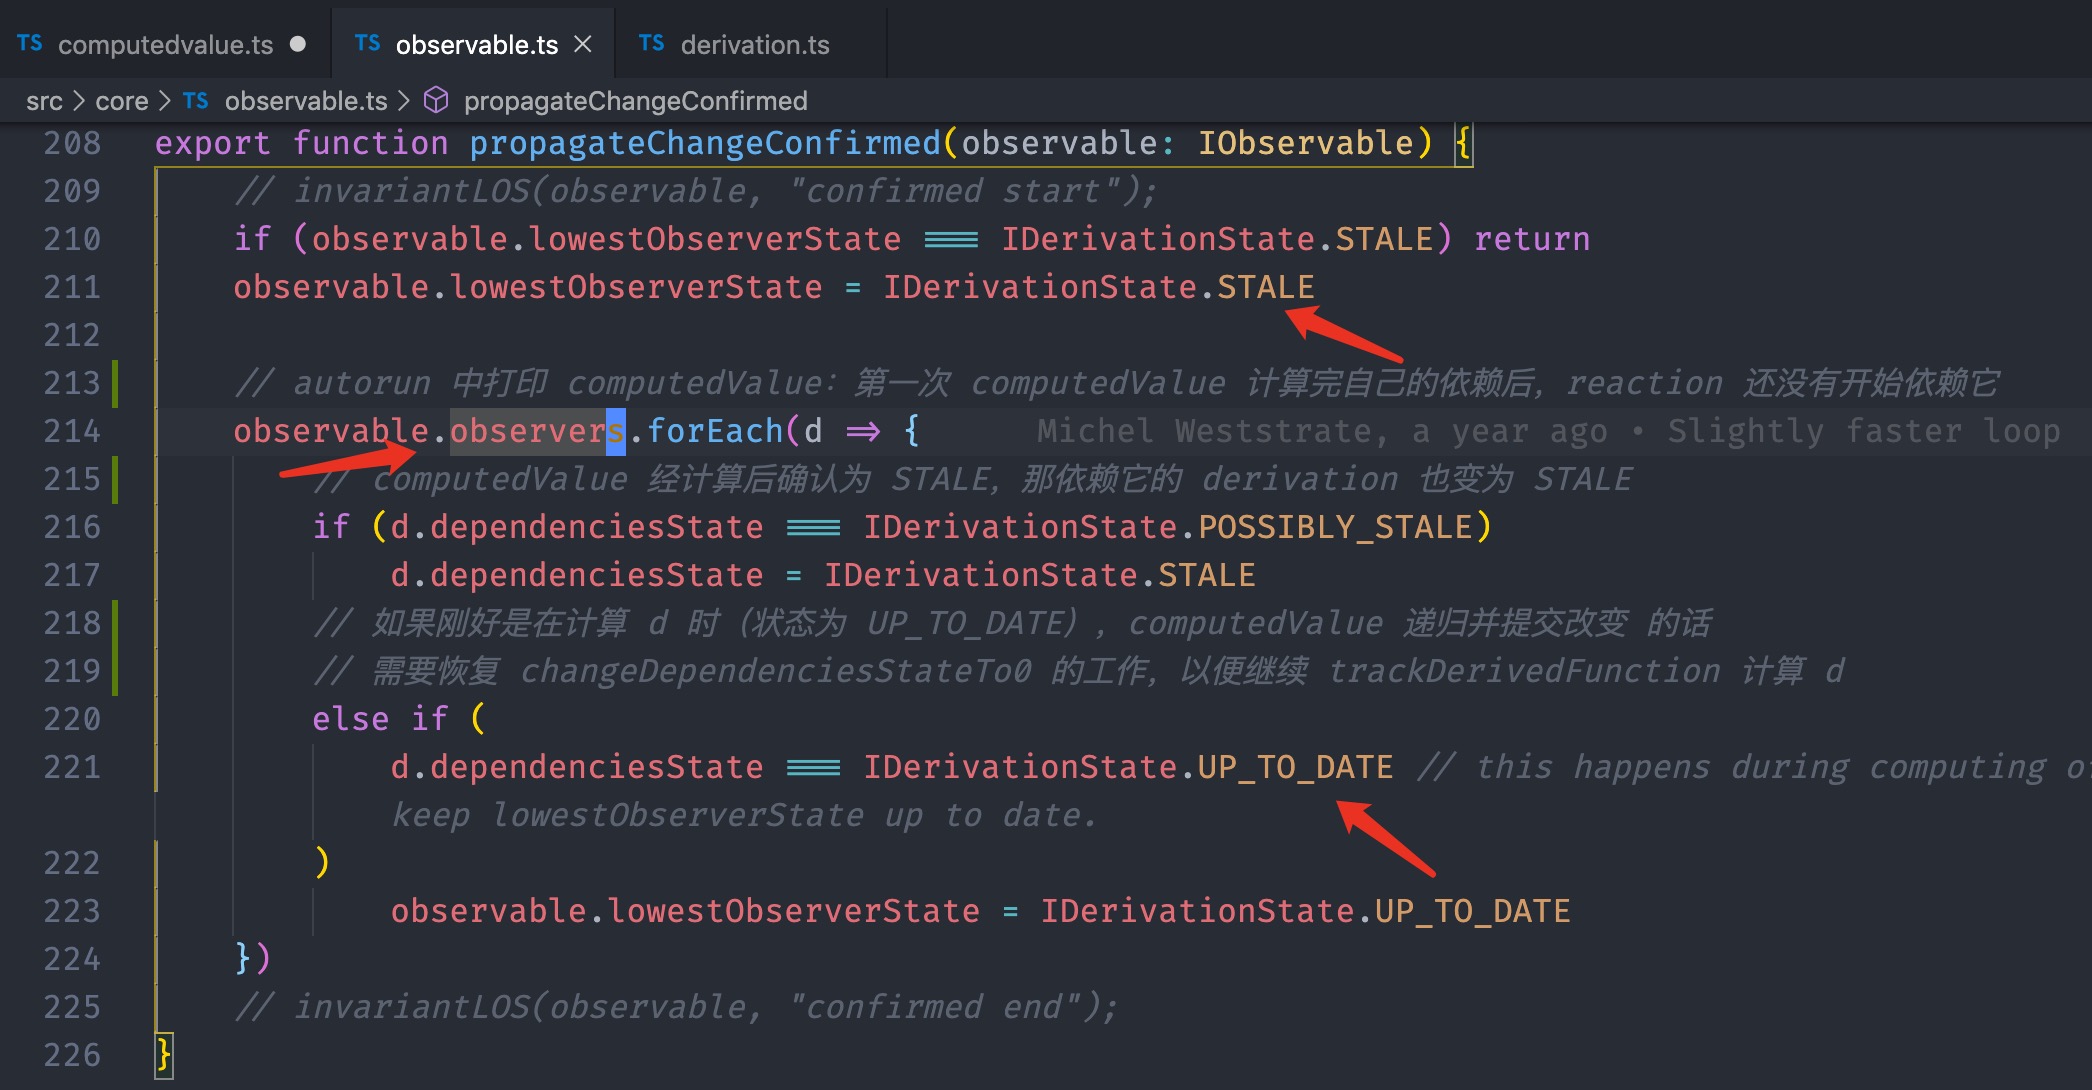 TS computedvalue.ts ● TS observable.ts × TS derivation.ts
src > core > TS observable.ts > propagateChangeConfirmed
208 export function propagateChangeConfirmed(observable: IObservable) {
209 // invariantLOS(observable, "confirmed start");
210 if (observable.lowestObserverState === IDerivationState.STALE) return
211 observable.lowestObserverState = IDerivationState.STALE
212
213 // autorun 中打印 computedValue：第一次 computedValue 计算完自己的依赖后，reaction 还没有开始依赖它
214 observable.observers.forEach(d => { Michel Weststrate, a year ago • Slightly faster loop
215 // computedValue 经计算后确认为 STALE，那依赖它的 derivation 也变为 STALE
216 if (d.dependenciesState === IDerivationState.POSSIBLY_STALE)
217 d.dependenciesState = IDerivationState.STALE
218 // 如果刚好是在计算 d 时（状态为 UP_TO_DATE），computedValue 递归并提交改变 的话
219 // 需要恢复 changeDependenciesStateTo0 的工作，以便继续 trackDerivedFunction 计算 d
220 else if (
221 d.dependenciesState === IDerivationState.UP_TO_DATE // this happens during computing
keep lowestObserverState up to date.
222 )
223 observable.lowestObserverState = IDerivationState.UP_TO_DATE
224 })
225 // invariantLOS(observable, "confirmed end");
226 }